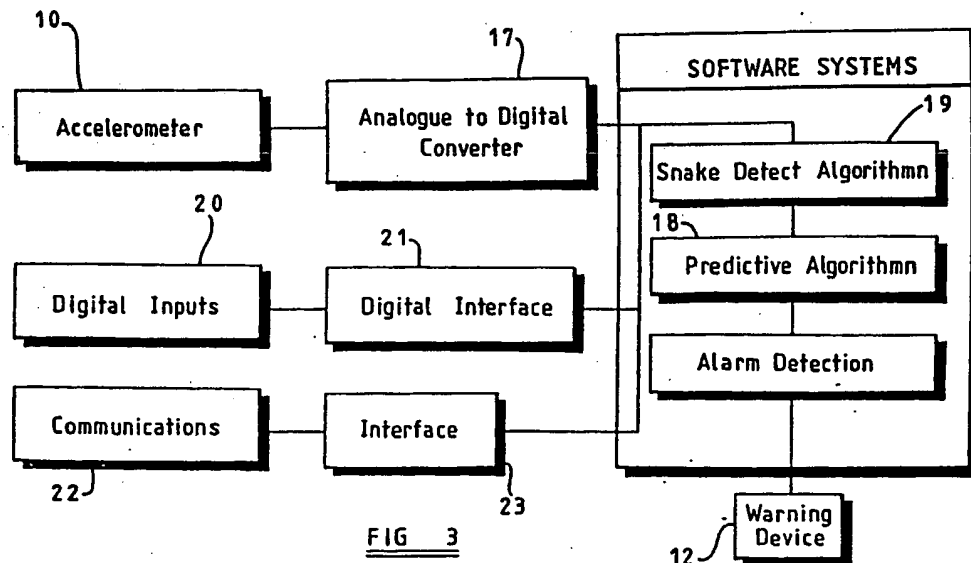 10
17
SOFTWARE SYSTEMS
Accelerometer
Analogue to Digital
Converter
19
Snake Detect Algorithmn
20
21
18
Digital Inputs
Digital Interface
Predictive Algorithmn
Alarm Detection
Communications
Interface
22
23
Warning
Device
12
FIG 3